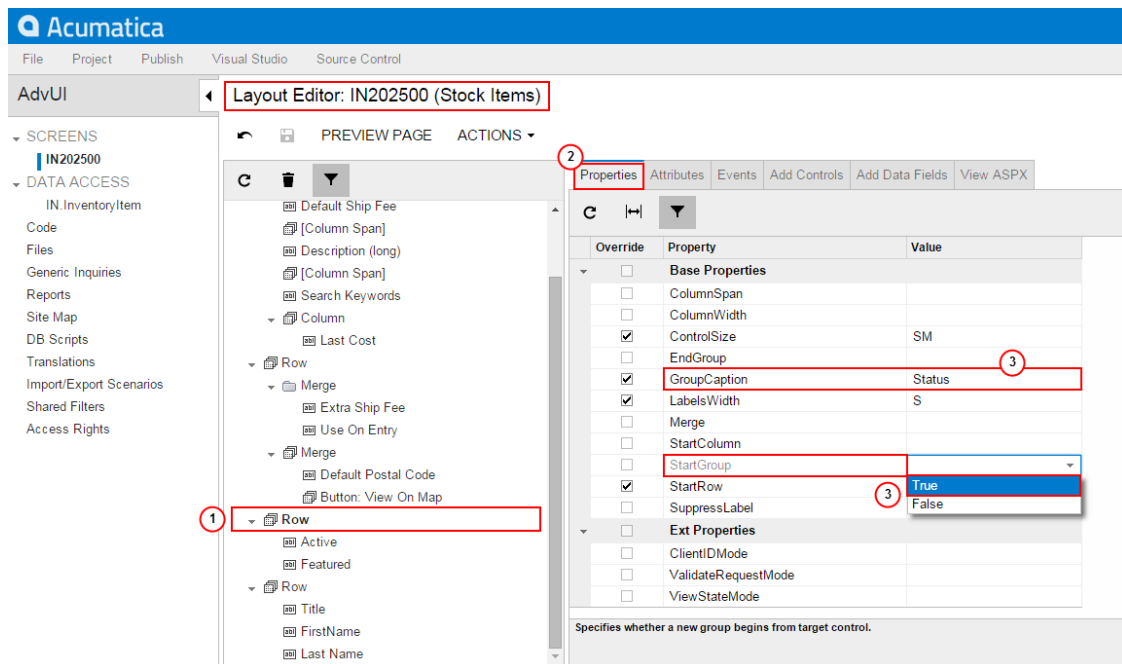 Acumatica
File Project Publish Visual Studio Source Control
AdvUI
Layout Editor: IN202500 (Stock Items)
SCREENS
IN202500
DATA ACCESS
IN.InventoryItem
Code
Files
Generic Inquiries
Reports
Site Map
DB Scripts
Translations
Import/Export Scenarios
Shared Filters
Access Rights
PREVIEW PAGE ACTIONS
Default Ship Fee
[Column Span]
Description (long)
[Column Span]
Search Keywords
Column
Last Cost
Row
Merge
Extra Ship Fee
Use On Entry
Merge
Default Postal Code
Button: View On Map
1
Row
Active
Featured
Row
Title
FirstName
Last Name
2
Properties Attributes Events Add Controls Add Data Fields View ASPX
Override Property Value
Base Properties
ColumnSpan
ColumnWidth
ControlSize SM
EndGroup
3
GroupCaption Status
LabelsWidth S
Merge
StartColumn
StartGroup
StartRow
3
True
False
SuppressLabel
Ext Properties
ClientIDMode
ValidateRequestMode
ViewStateMode
Specifies whether a new group begins from target control.